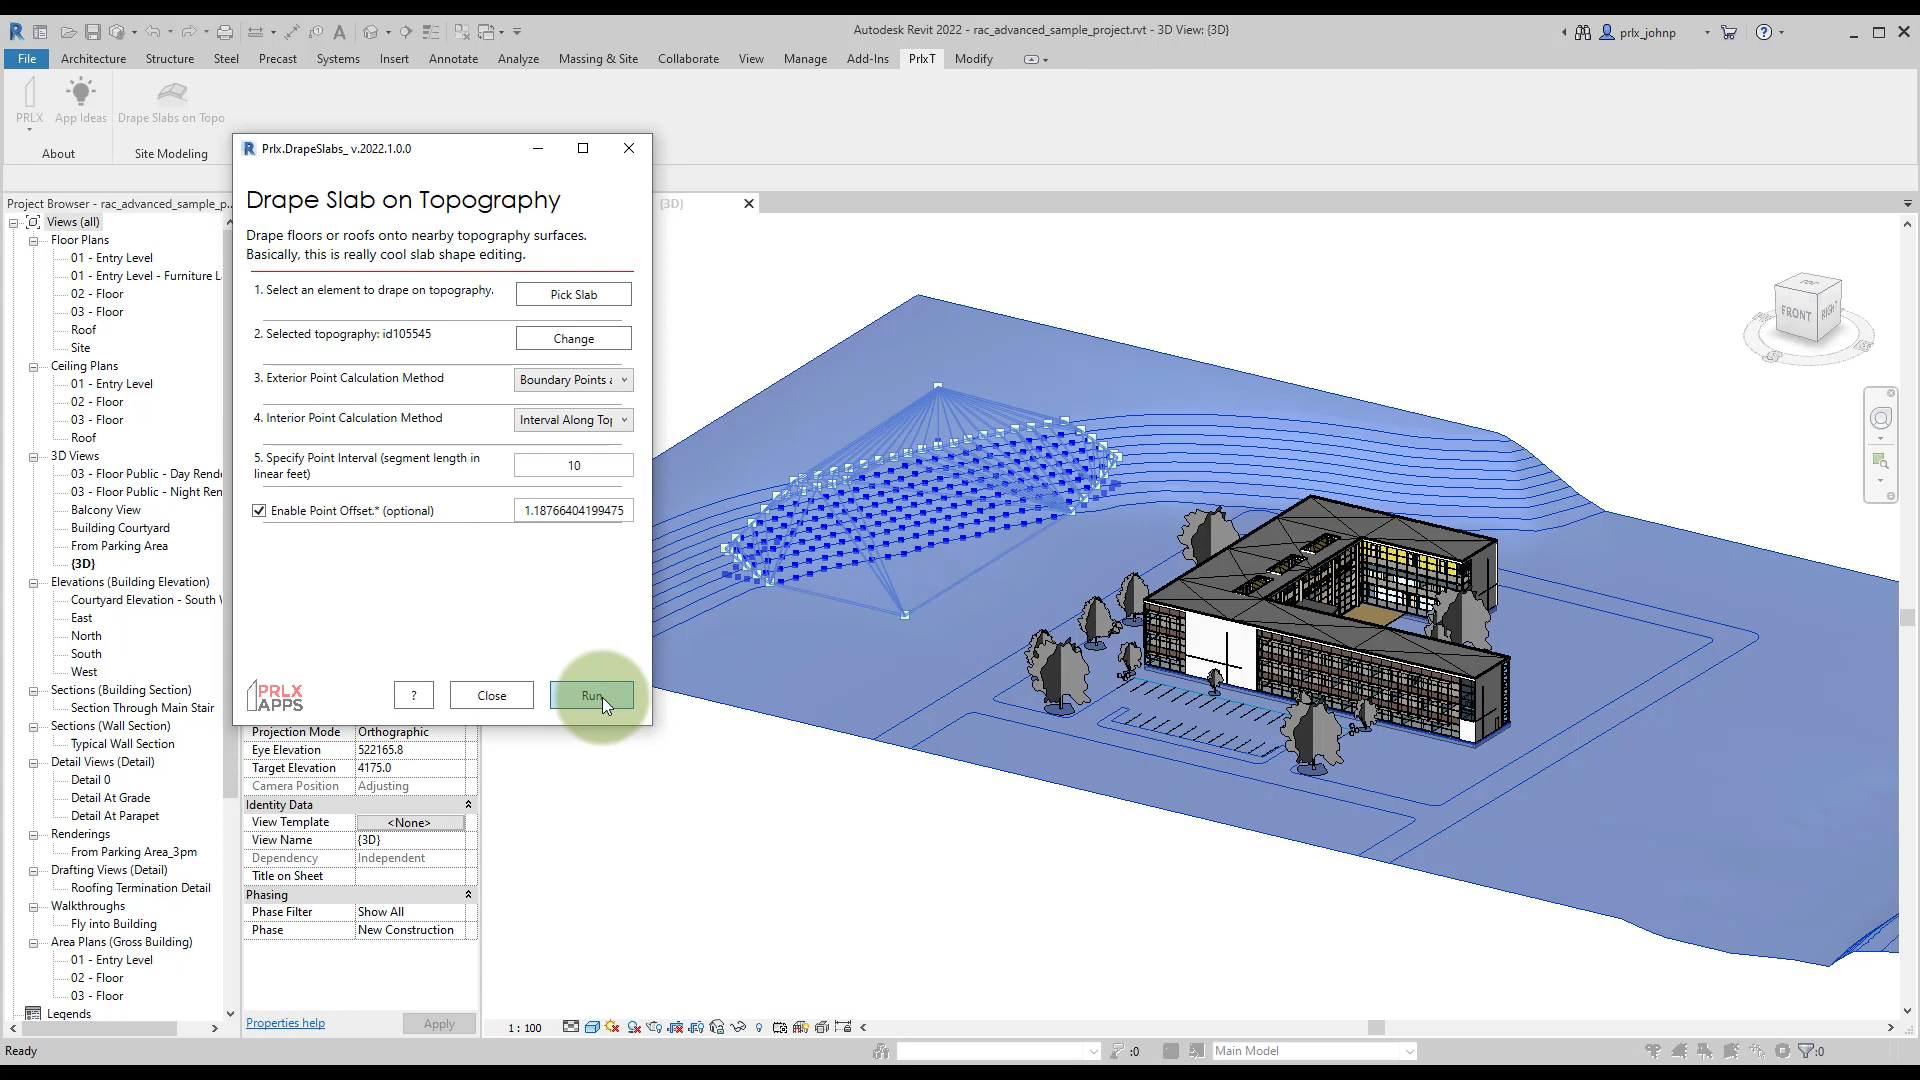 Autodesk Revit 2022 - rac_advanced_sample_project.rvt - 3D View: {3D}
prlx_johnp
File
Architecture
Structure
Steel
Precast
Systems
Insert
Annotate
Analyze
Massing & Site
Collaborate
View
Manage
Add-Ins
PrlxT
Modify
PRLX
App Ideas
Drape Slabs on Topo
About
Site Modeling
Project Browser - rac_advanced_sample_p...
Views (all)
Floor Plans
01 - Entry Level
01 - Entry Level - Furniture L
02 - Floor
03 - Floor
Roof
Site
Ceiling Plans
01 - Entry Level
02 - Floor
03 - Floor
Roof
3D Views
03 - Floor Public - Day Rende
03 - Floor Public - Night Ren
Balcony View
Building Courtyard
From Parking Area
{3D}
Elevations (Building Elevation)
Courtyard Elevation - South W
East
North
South
West
Sections (Building Section)
Section Through Main Stair
Sections (Wall Section)
Typical Wall Section
Detail Views (Detail)
Detail 0
Detail At Grade
Detail At Parapet
Renderings
From Parking Area_3pm
Drafting Views (Detail)
Roofing Termination Detail
Walkthroughs
Fly into Building
Area Plans (Gross Building)
01 - Entry Level
02 - Floor
03 - Floor
Legends
Prlx.DrapeSlabs_ v.2022.1.0.0
Drape Slab on Topography
Drape floors or roofs onto nearby topography surfaces.
Basically, this is really cool slab shape editing.
1. Select an element to drape on topography.
Pick Slab
2. Selected topography: id105545
Change
3. Exterior Point Calculation Method
Boundary Points a
4. Interior Point Calculation Method
Interval Along Top
5. Specify Point Interval (segment length in
linear feet)
10
Enable Point Offset.* (optional)
1.18766404199475
PRLX
APPS
?
Close
Run
Projection Mode
Orthographic
Eye Elevation
522165.8
Target Elevation
4175.0
Camera Position
Adjusting
Identity Data
View Template
<None>
View Name
{3D}
Dependency
Independent
Title on Sheet
Phasing
Phase Filter
Show All
Phase
New Construction
Properties help
Apply
{3D}
FRONT
RIGHT
1 : 100
Ready
:0
Main Model
:0